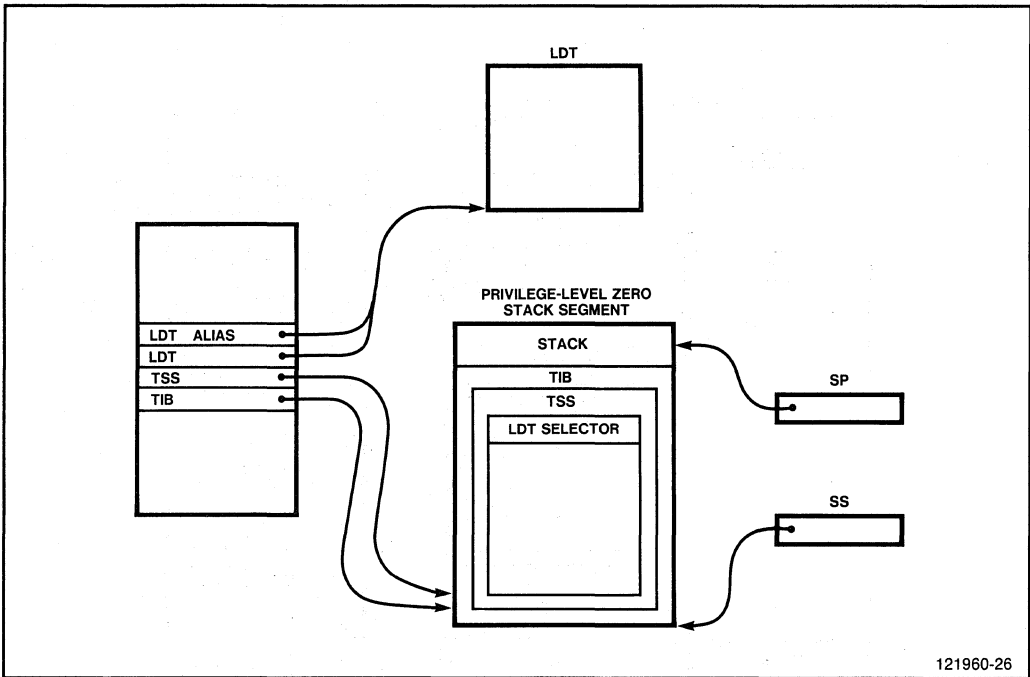 LDT
PRIVILEGE-LEVEL ZERO
STACK SEGMENT
LDT ALIAS
LDT
TSS
TIB
STACK
TIB
TSS
LDT SELECTOR
SP
SS
121960-26